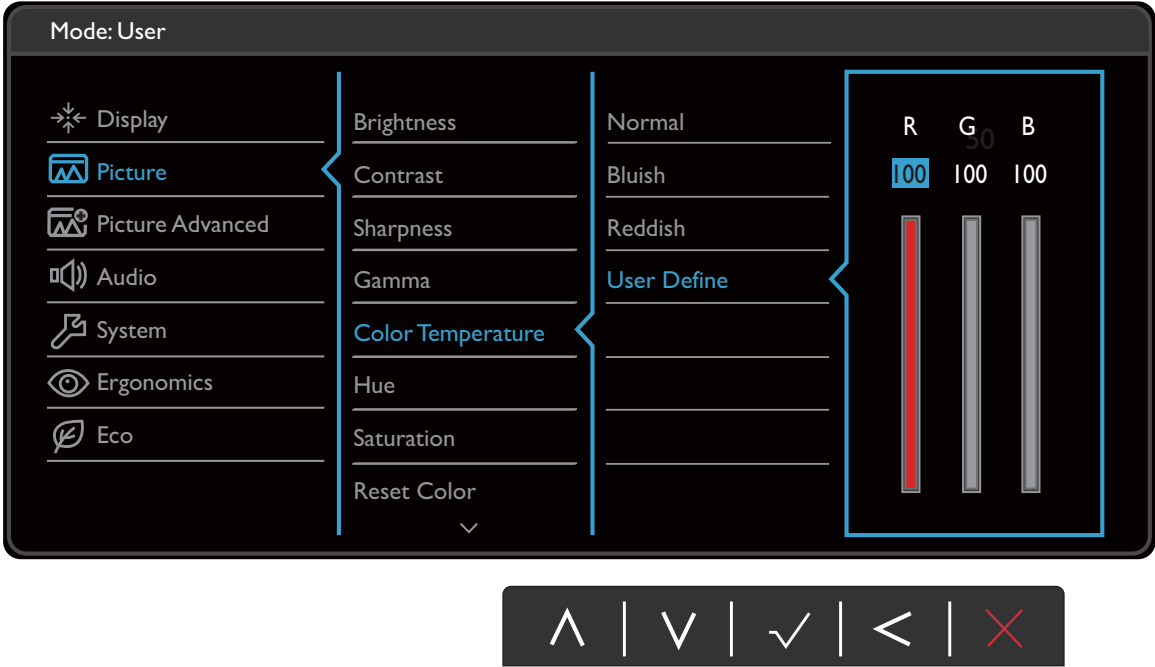 Mode: User
Display
Picture
Picture Advanced
Audio
System
Ergonomics
Eco
Brightness
Contrast
Sharpness
Gamma
Color Temperature
Hue
Saturation
Reset Color
Normal
Bluish
Reddish
User Define
R G B
50
100 100 100